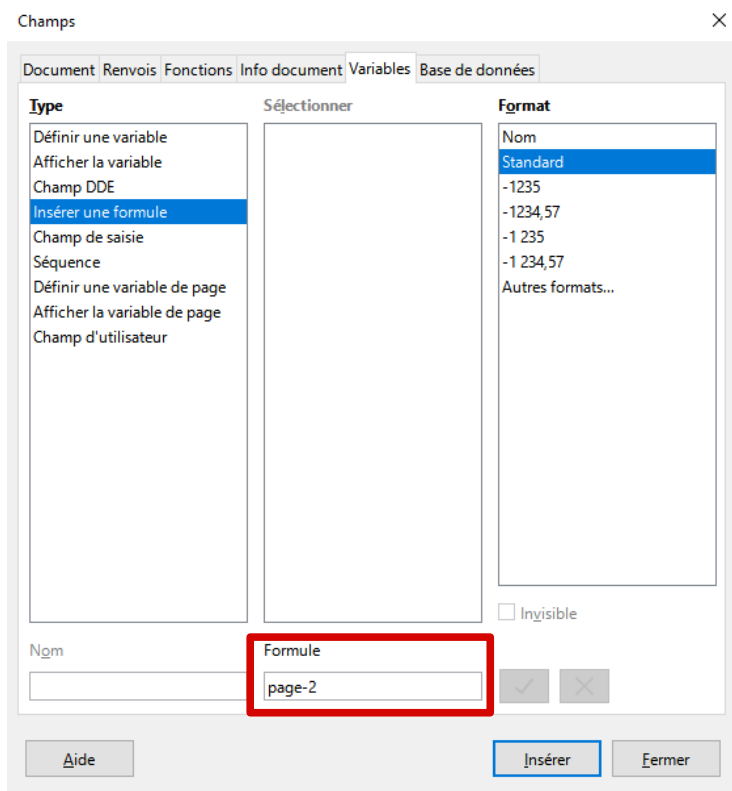 Champs
Document Renvois Fonctions Info document Variables Base de données
Type
Définir une variable
Afficher la variable
Champ DDE
Insérer une formule
Champ de saisie
Séquence
Définir une variable de page
Afficher la variable de page
Champ d'utilisateur
Sélectionner
Format
Nom
Standard
-1235
-1234,57
-1 235
-1 234,57
Autres formats...
Invisible
Nom
Formule
page-2
Aide
Insérer
Fermer